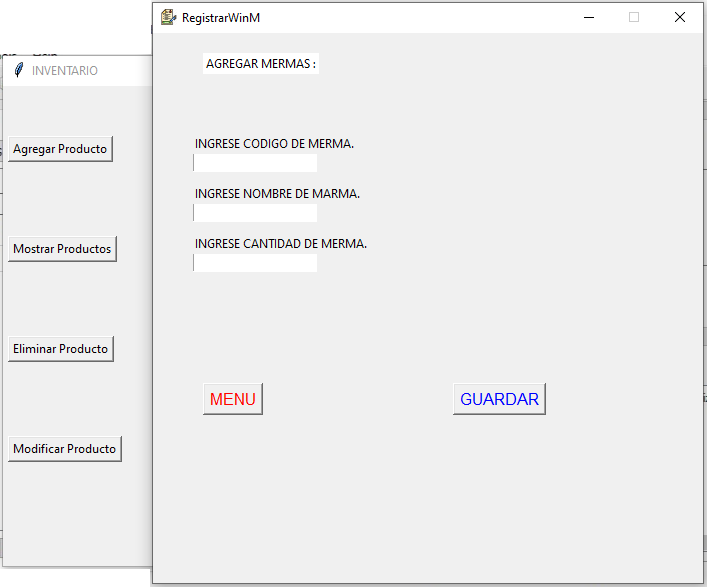 RegistrarWinM
INVENTARIO
Agregar Producto
Mostrar Productos
Eliminar Producto
Modificar Producto
AGREGAR MERMAS :
INGRESE CODIGO DE MERMA.
INGRESE NOMBRE DE MARMA.
INGRESE CANTIDAD DE MERMA.
MENU
GUARDAR